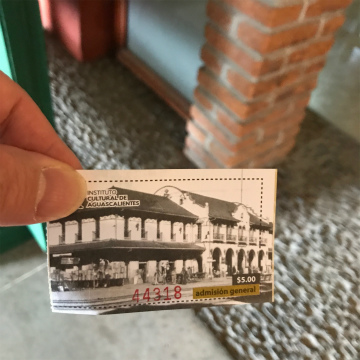 INSTITUTO
CULTURAL DE
AGUASCALIENTES
$5.00
44318
admisión general